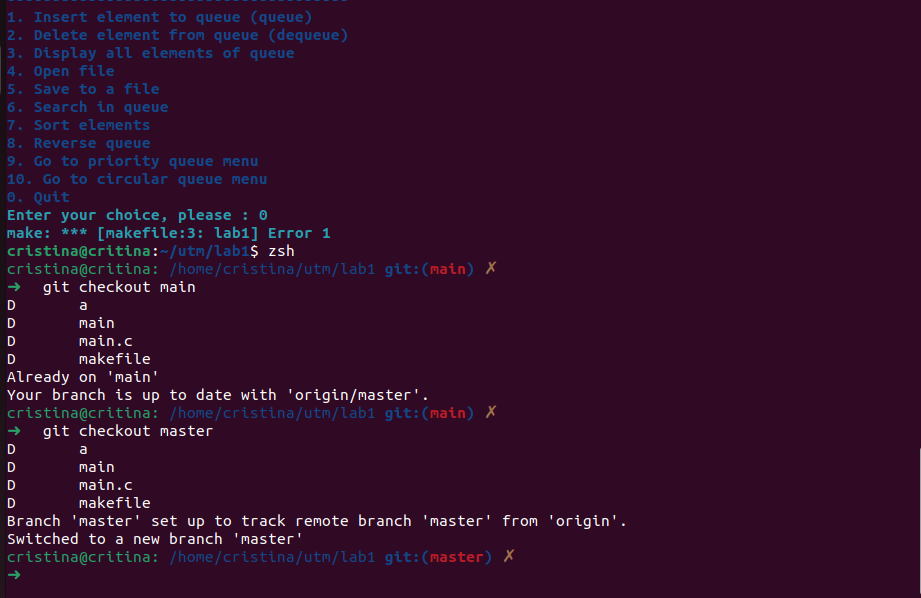 1. Insert element to queue (queue)
2. Delete element from queue (dequeue)
3. Display all elements of queue
4. Open file
5. Save to a file
6. Search in queue
7. Sort elements
8. Reverse queue
9. Go to priority queue menu
10. Go to circular queue menu
0. Quit
Enter your choice, please : 0
make: *** [makefile:3: lab1] Error 1
cristina@critina:~/utm/lab1$ zsh
cristina@critina: /home/cristina/utm/lab1 git:(main) ✗
→  git checkout main
D       a
D       main
D       main.c
D       makefile
Already on 'main'
Your branch is up to date with 'origin/master'.
cristina@critina: /home/cristina/utm/lab1 git:(main) ✗
→  git checkout master
D       a
D       main
D       main.c
D       makefile
Branch 'master' set up to track remote branch 'master' from 'origin'.
Switched to a new branch 'master'
cristina@critina: /home/cristina/utm/lab1 git:(master) ✗
→